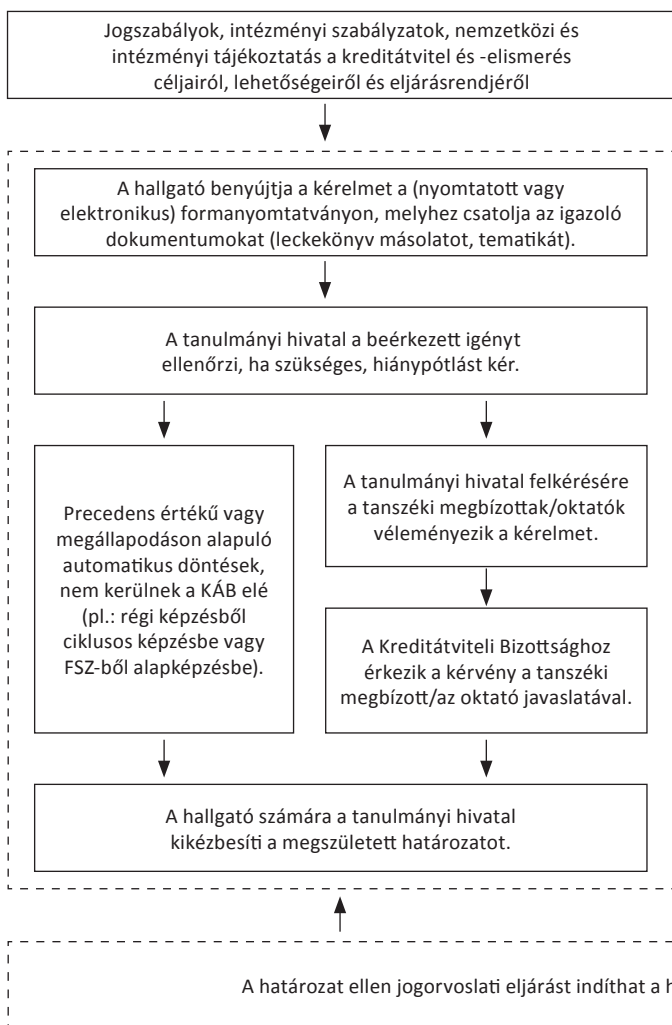 Jogszabályok, intézményi szabályzatok, nemzetközi és
intézményi tájékoztatás a kreditátvitel és -elismerés
céljairól, lehetőségeiről és eljárásrendjéről
A hallgató benyújtja a kérelmet a (nyomtatott vagy
elektronikus) formanyomtatványon, melyhez csatolja az igazoló
dokumentumokat (leckekönyv másolatot, tematikát).
A tanulmányi hivatal a beérkezett igényt
ellenőrzi, ha szükséges, hiánypótlást kér.
Precedens értékű vagy
megállapodáson alapuló
automatikus döntések,
nem kerülnek a KÁB elé
(pl.: régi képzésből
ciklusos képzésbe vagy
FSZ-ből alapképzésbe).
A tanulmányi hivatal felkérésére
a tanszéki megbízottak/oktatók
véleményezik a kérelmet.
A Kreditátviteli Bizottsághoz
érkezik a kérvény a tanszéki
megbízott/az oktató javaslatával.
A hallgató számára a tanulmányi hivatal
kikézbesíti a megszületett határozatot.
A határozat ellen jogorvoslati eljárást indíthat a